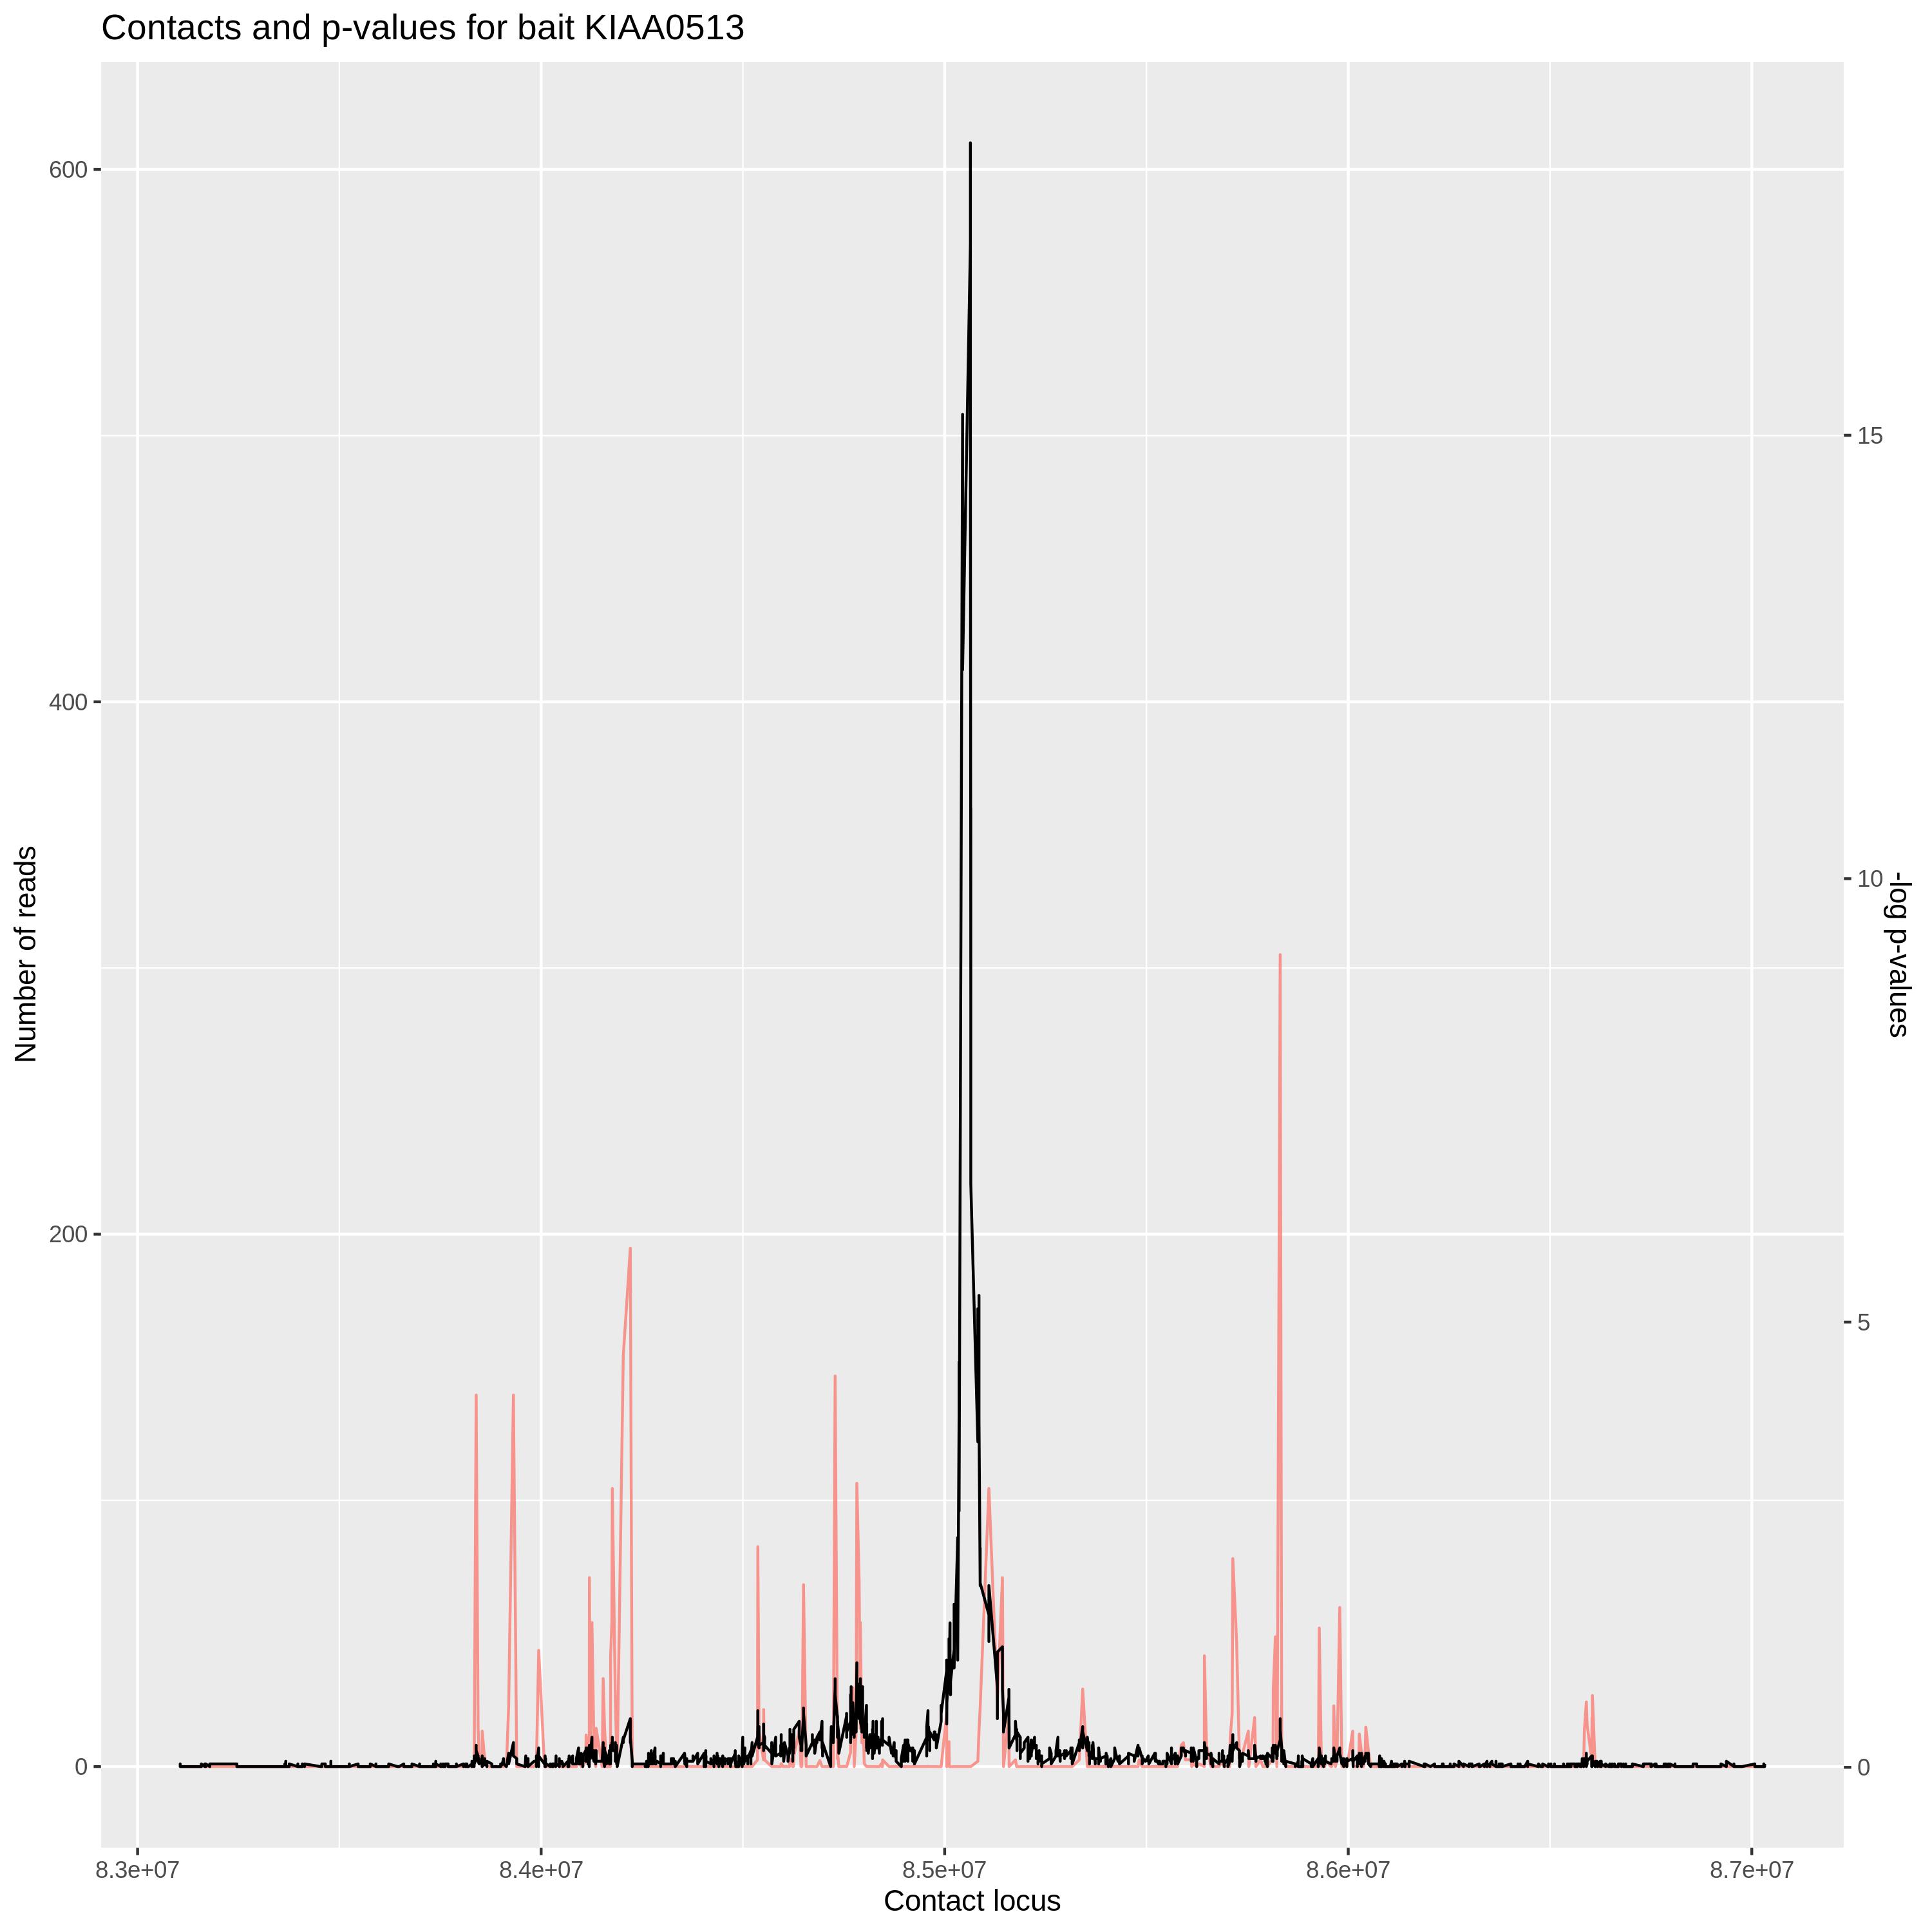 Contacts and p-values for bait KIAA0513
600
400
200
0
Number of reads
15
10
5
0
-log p-values
8.3e+07
8.4e+07
8.5e+07
8.6e+07
8.7e+07
Contact locus